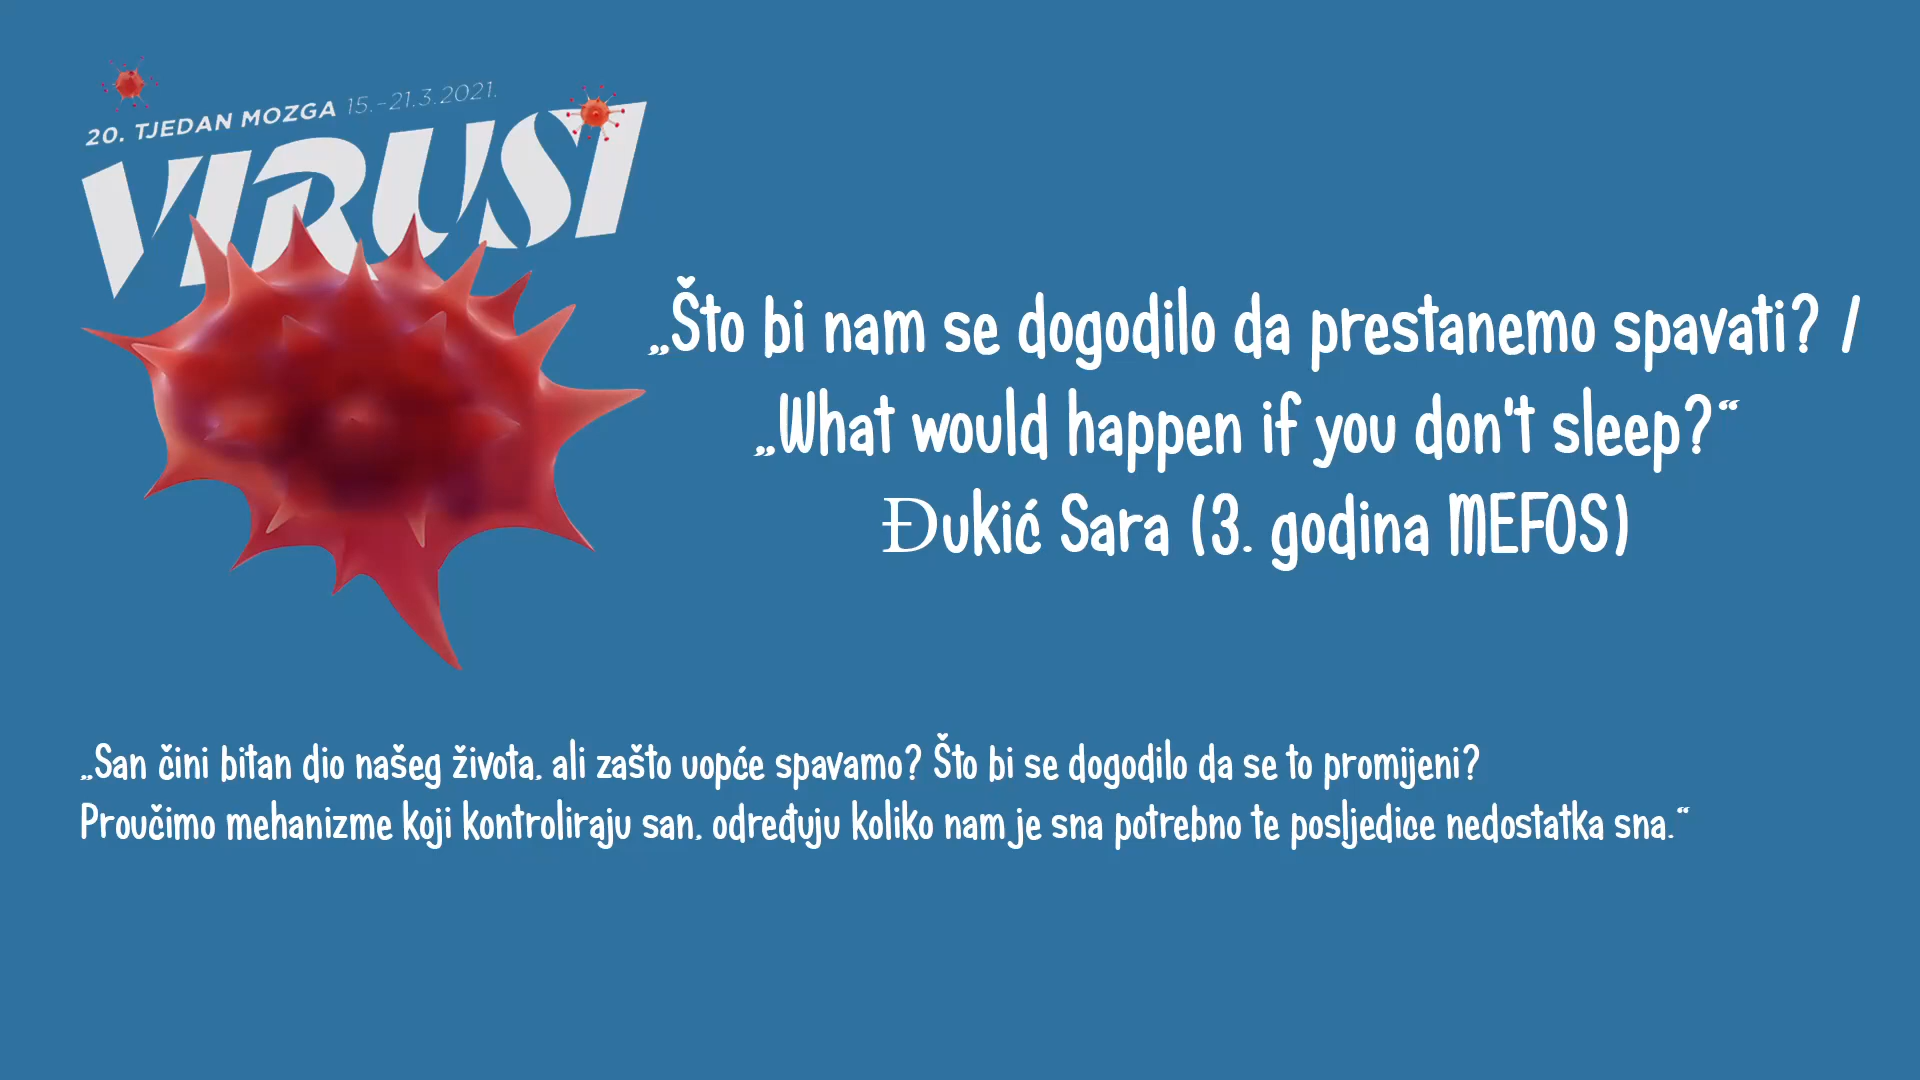 20. TJEDAN MOZGA 15.-21.3.2021.
VIRUSI
„Što bi nam se dogodilo da prestanemo spavati? /
„What would happen if you don't sleep?“
Đukić Sara (3. godina MEFOS)
„San čini bitan dio našeg života, ali zašto uopće spavamo? Što bi se dogodilo da se to promijeni?
Proučimo mehanizme koji kontroliraju san, određuju koliko nam je sna potrebno te posljedice nedostatka sna.“